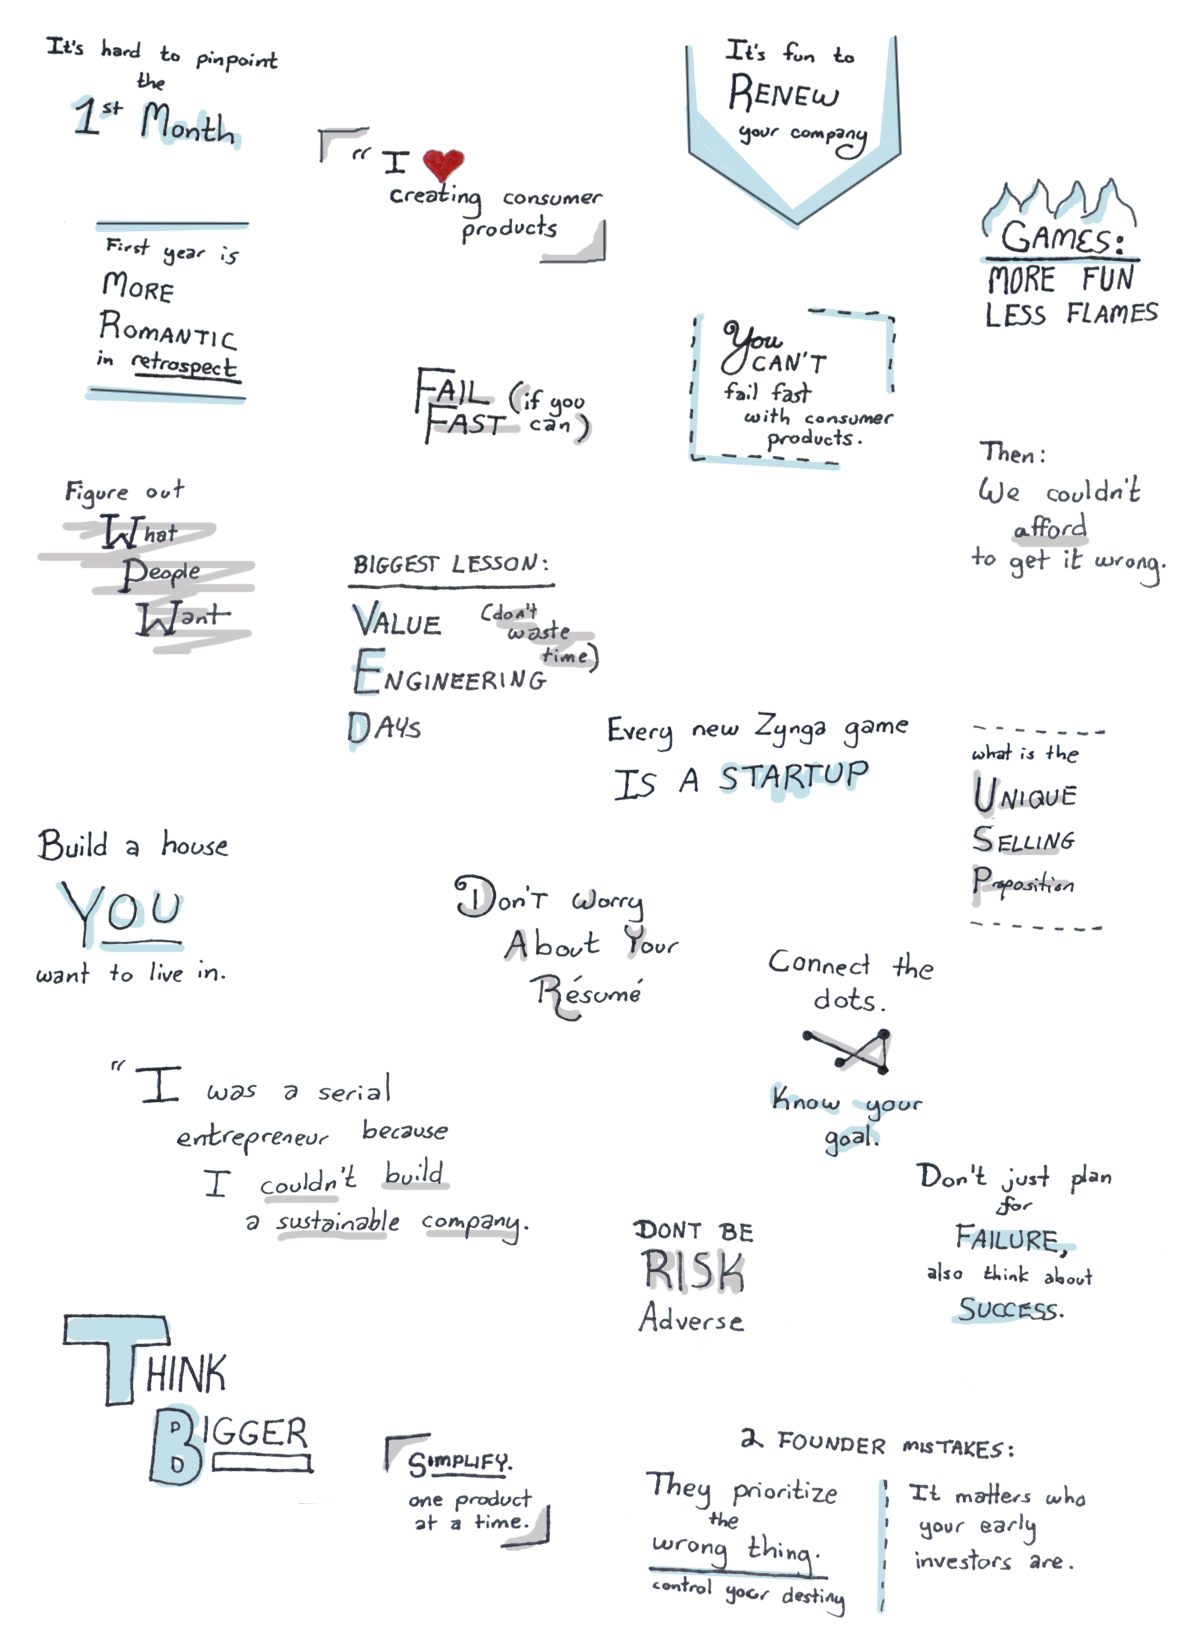 It's hard to pinpoint
the
1st Month
" I
creating consumer
products
It's fun to
RENEW
your company
GAMES:
MORE FUN
LESS FLAMES
First year is
MORE
ROMANTIC
in retrospect
FAIL (if you
FAST can)
You
CAN'T
fail fast
with consumer
products.
Then:
We couldn't
afford
to get it wrong.
Figure out
What
People
Want
BIGGEST LESSON:
VALUE (don't
waste
time)
ENGINEERING
DAYS
Every new Zynga game
IS A STARTUP
what is the
UNIQUE
SELLING
Proposition
Build a house
YOU
want to live in.
Don't Worry
About Your
Résumé
Connect the
dots.
Know your
goal.
" I was a serial
entrepreneur because
I couldn't build
a sustainable company.
DONT BE
RISK
Adverse
Don't just plan
for
FAILURE,
also think about
SUCCESS.
THINK
BIGGER
SIMPLIFY.
one product
at a time.
2 FOUNDER MISTAKES:
They prioritize
the
wrong thing.
control your destiny
It matters who
your early
investors are.